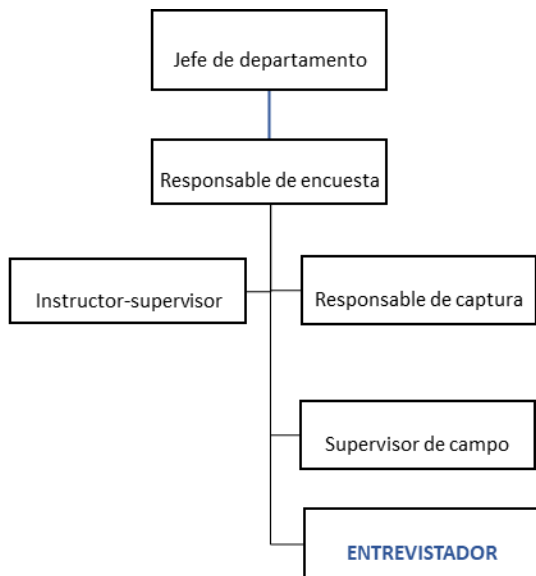 Jefe de departamento
Responsable de encuesta
Instructor-supervisor
Responsable de captura
Supervisor de campo
ENTREVISTADOR